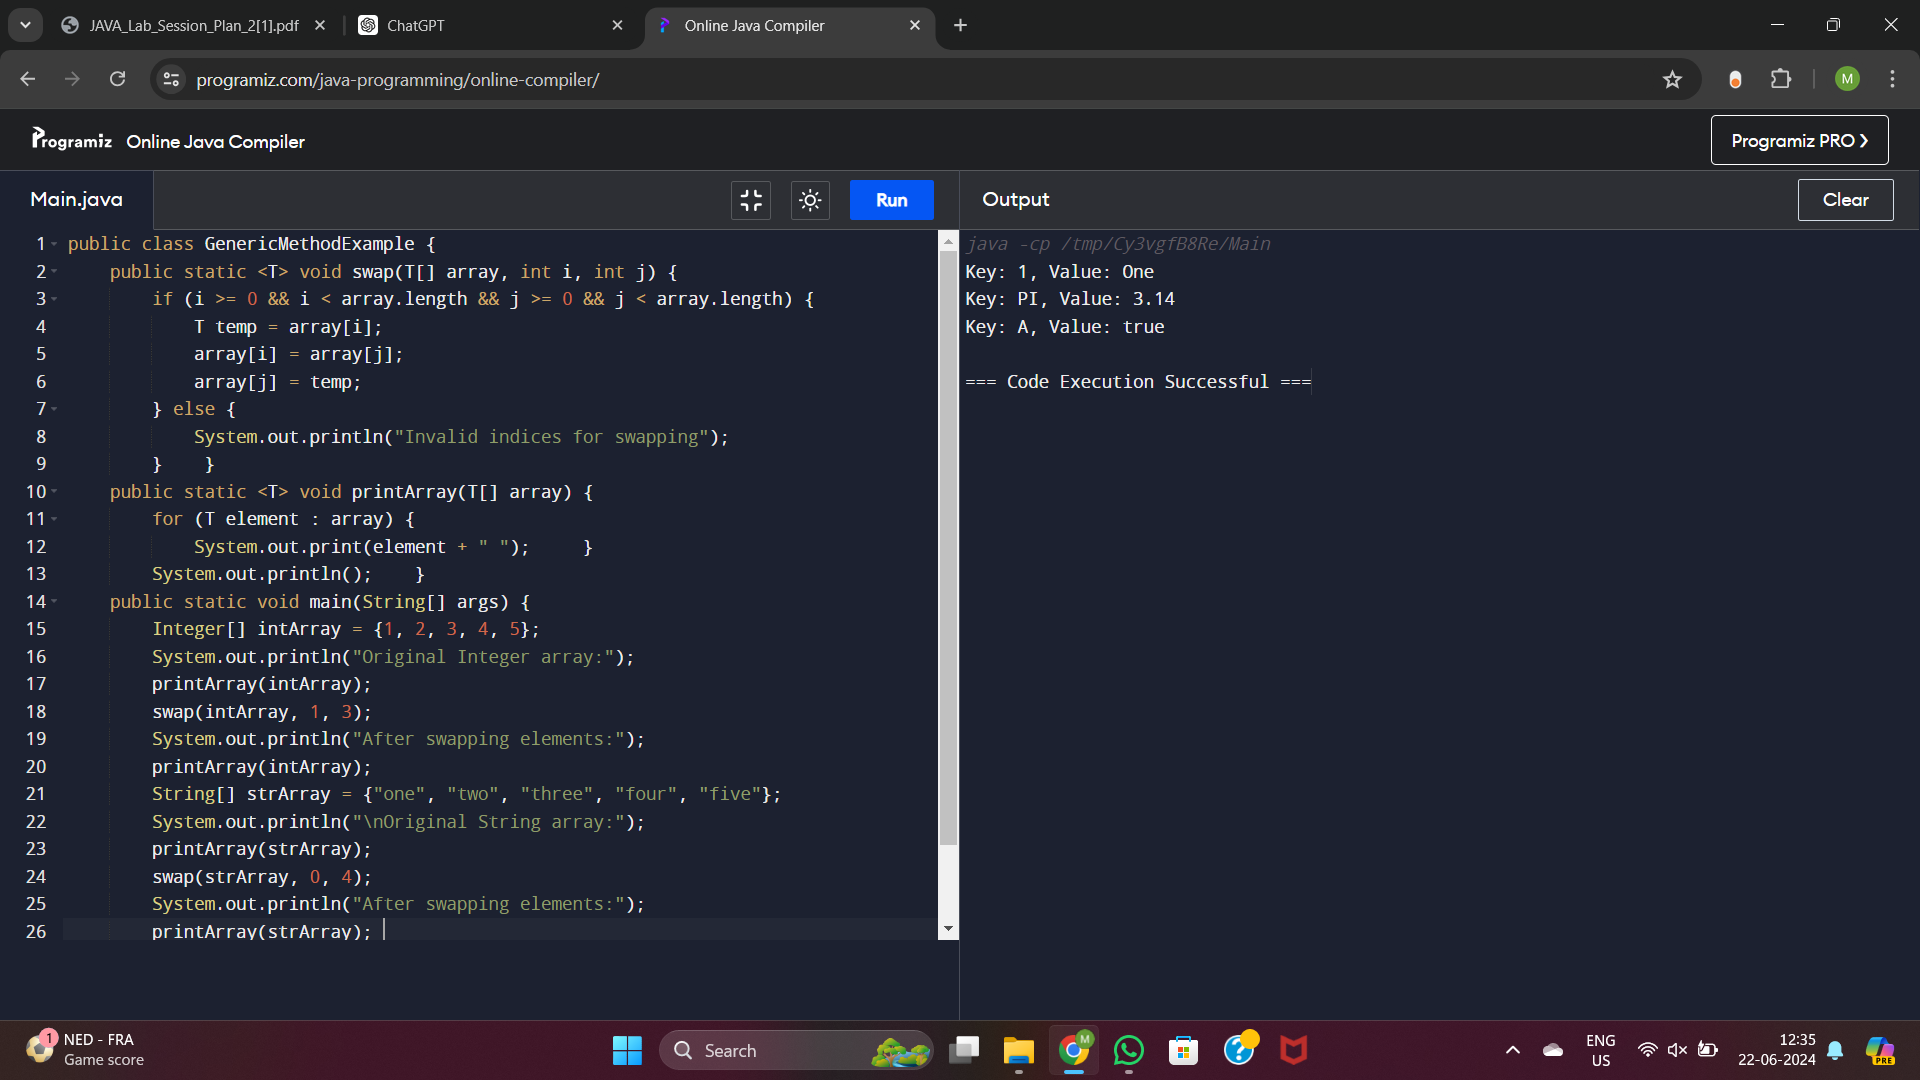 JAVA_Lab_Session_Plan_2[1].pdf
ChatGPT
Online Java Compiler
programiz.com/java-programming/online-compiler/
M
Programiz Online Java Compiler
Programiz PRO
Main.java
Run
1 public class GenericMethodExample {
2     public static <T> void swap(T[] array, int i, int j) {
3         if (i >= 0 && i < array.length && j >= 0 && j < array.length) {
4             T temp = array[i];
5             array[i] = array[j];
6             array[j] = temp;
7         } else {
8             System.out.println("Invalid indices for swapping");
9         }    }
10     public static <T> void printArray(T[] array) {
11         for (T element : array) {
12             System.out.print(element + " ");     }
13         System.out.println();    }
14     public static void main(String[] args) {
15         Integer[] intArray = {1, 2, 3, 4, 5};
16         System.out.println("Original Integer array:");
17         printArray(intArray);
18         swap(intArray, 1, 3);
19         System.out.println("After swapping elements:");
20         printArray(intArray);
21         String[] strArray = {"one", "two", "three", "four", "five"};
22         System.out.println("\nOriginal String array:");
23         printArray(strArray);
24         swap(strArray, 0, 4);
25         System.out.println("After swapping elements:");
26         printArray(strArray);
Output
Clear
java -cp /tmp/Cy3vgfB8Re/Main
Key: 1, Value: One
Key: PI, Value: 3.14
Key: A, Value: true
=== Code Execution Successful ===
1
NED - FRA
Game score
Search
M
ENG
US
12:35
22-06-2024
PRE